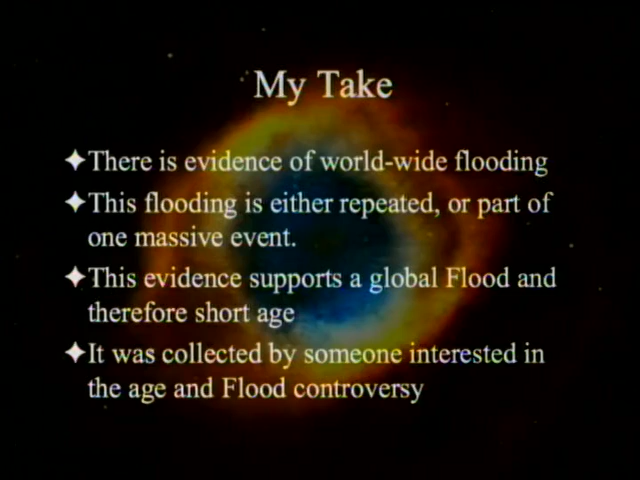 My Take
✦There is evidence of world-wide flooding
✦This flooding is either repeated, or part of
one massive event.
✦This evidence supports a global Flood and
therefore short age
✦It was collected by someone interested in
the age and Flood controversy